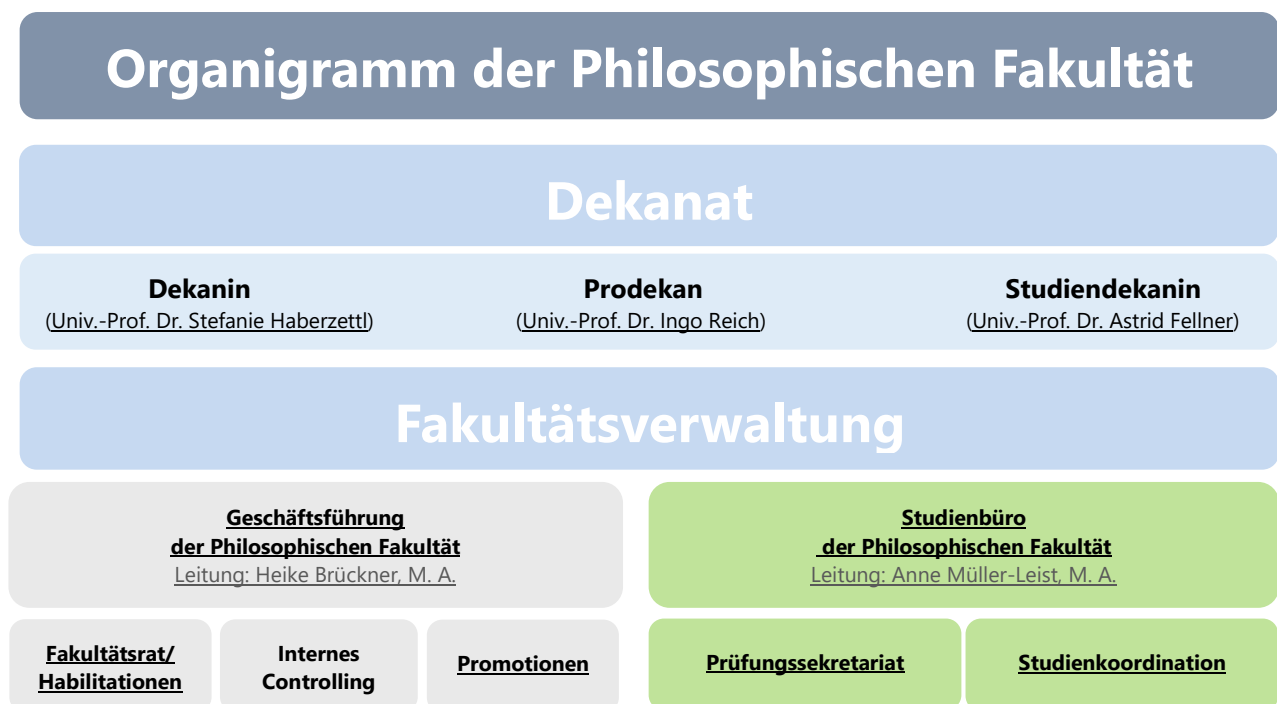 Organigramm der Philosophischen Fakultät
Dekanat
Dekanin
(Univ.-Prof. Dr. Stefanie Haberzettl)
Prodekan
(Univ.-Prof. Dr. Ingo Reich)
Studiendekanin
(Univ.-Prof. Dr. Astrid Fellner)
Fakultätsverwaltung
Geschäftsführung
der Philosophischen Fakultät
Leitung: Heike Brückner, M. A.
Studienbüro
der Philosophischen Fakultät
Leitung: Anne Müller-Leist, M. A.
Fakultätsrat/
Habilitationen
Internes
Controlling
Promotionen
Prüfungssekretariat
Studienkoordination